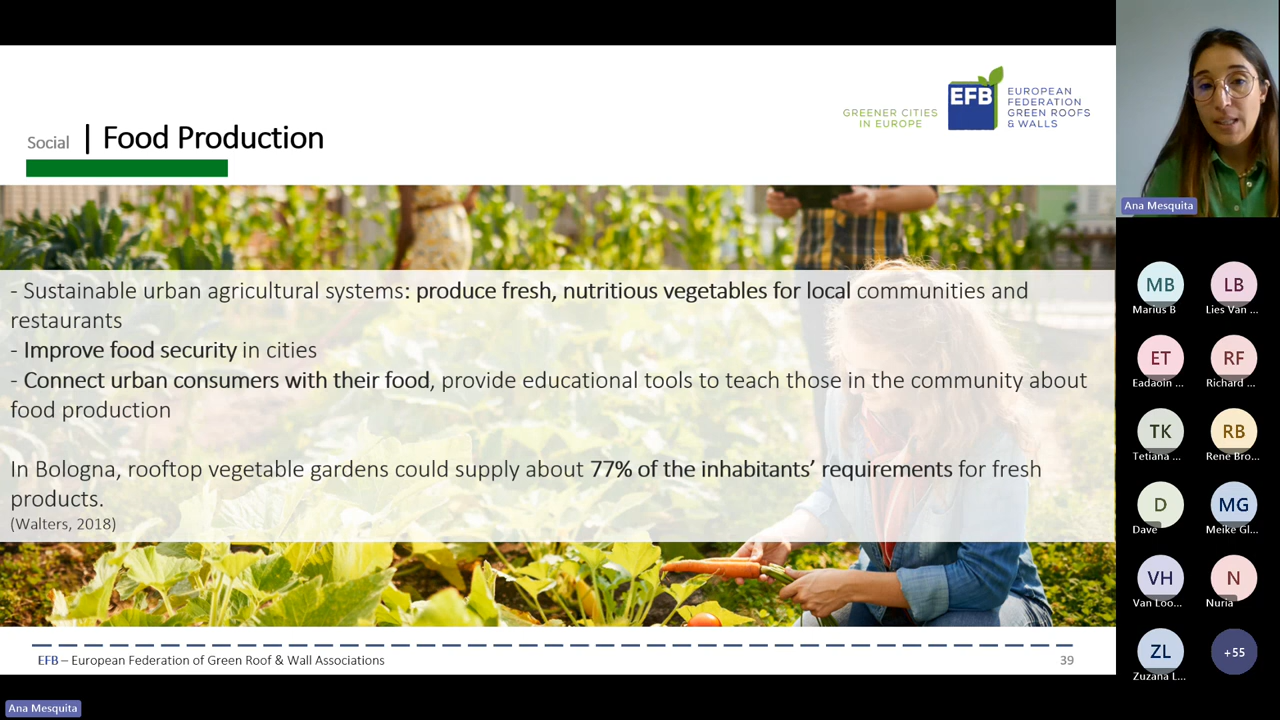 Social | Food Production
GREENER CITIES
IN EUROPE
EFB
EUROPEAN
FEDERATION
GREEN ROOFS
& WALLS
- Sustainable urban agricultural systems: produce fresh, nutritious vegetables for local communities and
restaurants
- Improve food security in cities
- Connect urban consumers with their food, provide educational tools to teach those in the community about
food production
In Bologna, rooftop vegetable gardens could supply about 77% of the inhabitants’ requirements for fresh
products.
(Walters, 2018)
EFB – European Federation of Green Roof & Wall Associations
39
Ana Mesquita
Ana Mesquita
MB
Marius B
LB
Lies Van ...
ET
Eadaoin ...
RF
Richard ...
TK
Tetiana ...
RB
Rene Bro...
D
Dave
MG
Meike Gl...
VH
Van Loo...
N
Nuria
ZL
Zuzana L...
+55